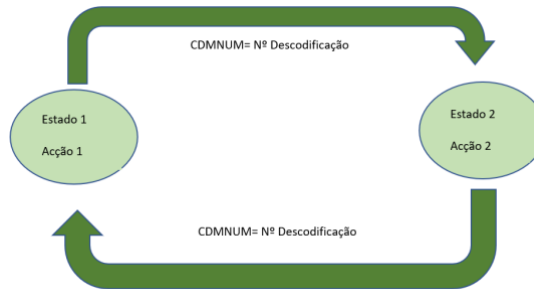 CDMNUM= Nº Descodificação
Estado 1
Acção 1
Estado 2
Acção 2
CDMNUM= Nº Descodificação